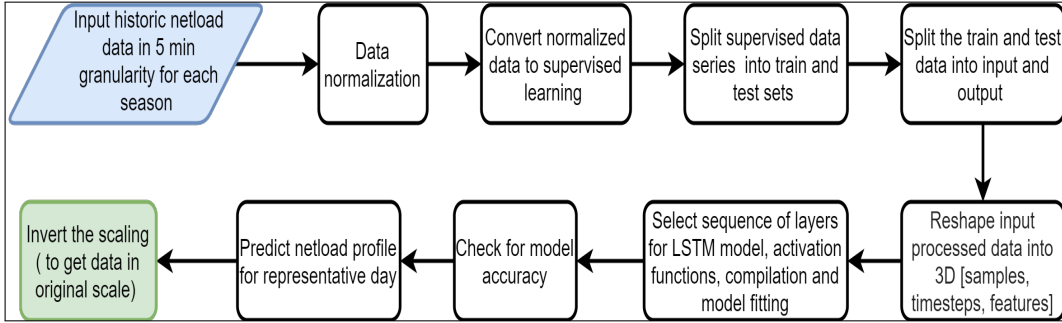 Input historic netload
data in 5 min
granularity for each
season
Data
normalization
Convert normalized
data to supervised
learning
Split supervised data
series into train and
test sets
Split the train and test
data into input and
output
Reshape input
processed data into
3D [samples,
timesteps, features]
Select sequence of layers
for LSTM model, activation
functions, compilation and
model fitting
Check for model
accuracy
Predict netload profile
for representative day
Invert the scaling
( to get data in
original scale)